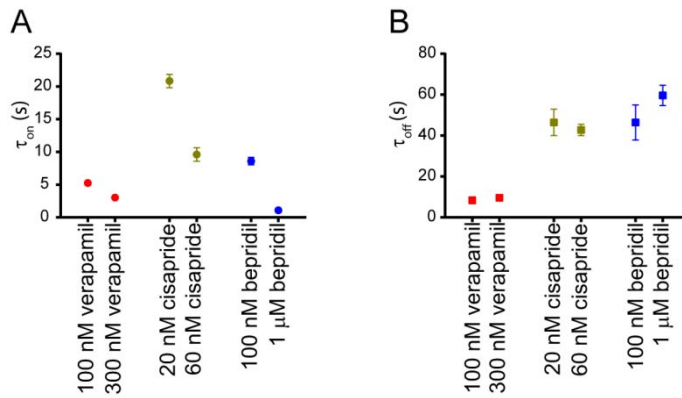 A
25
20
15
10
5
0
τon (s)
100 nM verapamil
300 nM verapamil
20 nM cisapride
60 nM cisapride
100 nM bepridil
1 μM bepridil
B
80
60
40
20
0
τoff (s)
100 nM verapamil
300 nM verapamil
20 nM cisapride
60 nM cisapride
100 nM bepridil
1 μM bepridil